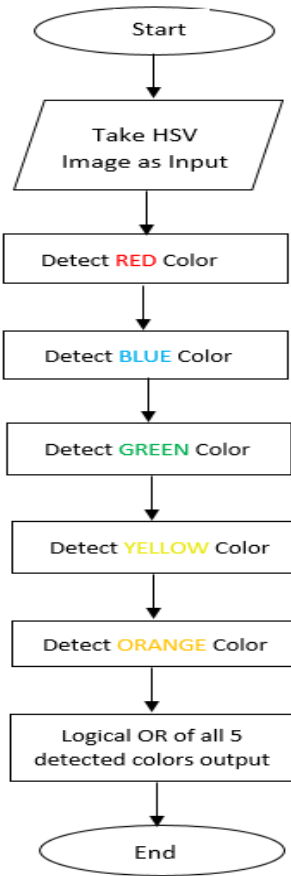 Start
Take HSV
Image as Input
Detect RED Color
Detect BLUE Color
Detect GREEN Color
Detect YELLOW Color
Detect ORANGE Color
Logical OR of all 5
detected colors output
End